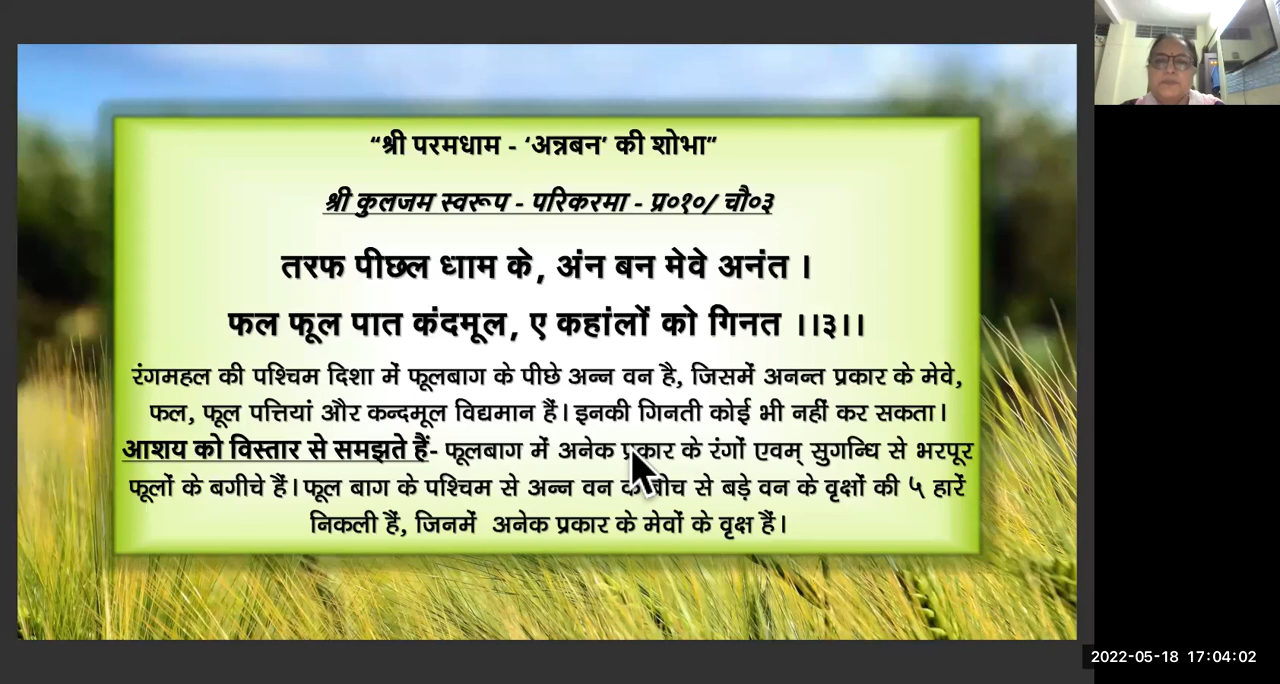 “श्री परमधाम - ‘अन्नबन’ की शोभा”
श्री कुलजम स्वरूप - परिकरमा - प्र०१०/ चौ०३
तरफ पीछल धाम के, अंन बन मेवे अनंत ।
फल फूल पात कंदमूल, ए कहांलों को गिनत ।।३।।
रंगमहल की पश्चिम दिशा में फूलबाग के पीछे अन्न वन है, जिसमें अनन्त प्रकार के मेवे,
फल, फूल पत्तियां और कन्दमूल विद्यमान हैं। इनकी गिनती कोई भी नहीं कर सकता।
आशय को विस्तार से समझते हैं- फूलबाग में अनेक प्रकार के रंगों एवम् सुगन्धि से भरपूर
फूलों के बगीचे हैं। फूल बाग के पश्चिम से अन्न वन के बीच से बड़े वन के वृक्षों की ५ हारें
निकली हैं, जिनमें अनेक प्रकार के मेवों के वृक्ष हैं।
2022-05-18 17:04:02